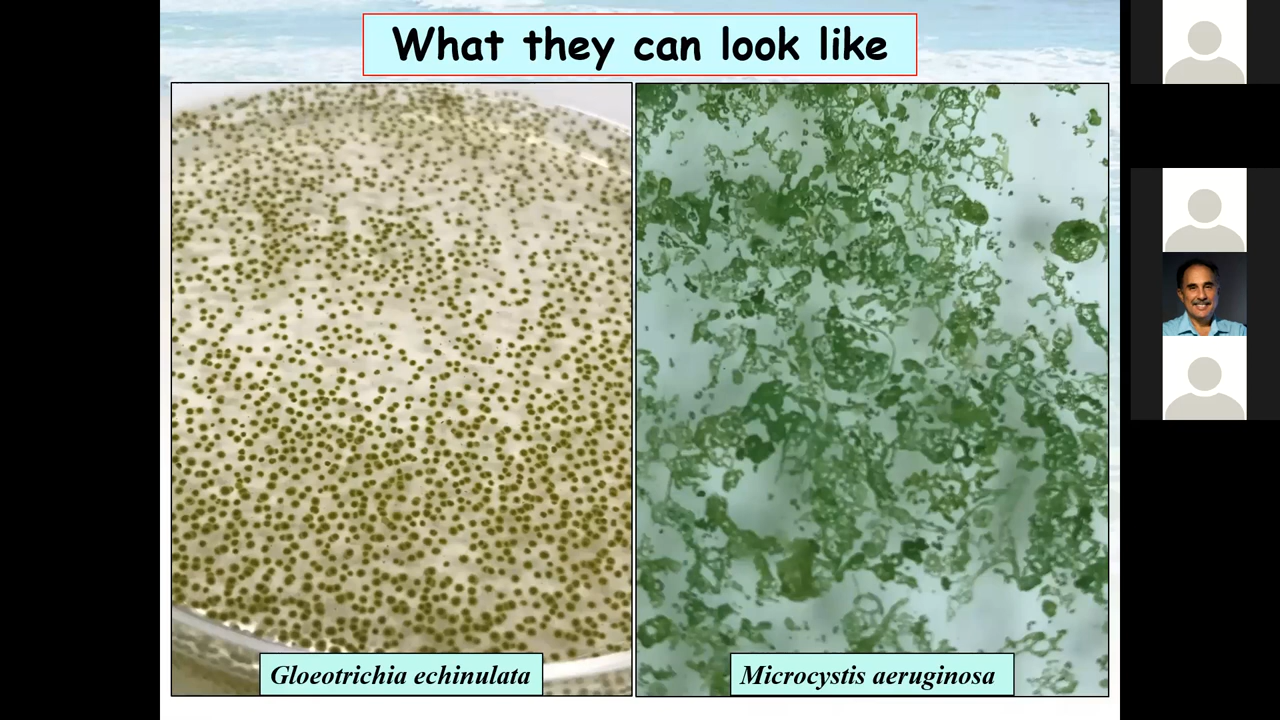 What they can look like
Gloeotrichia echinulata
Microcystis aeruginosa